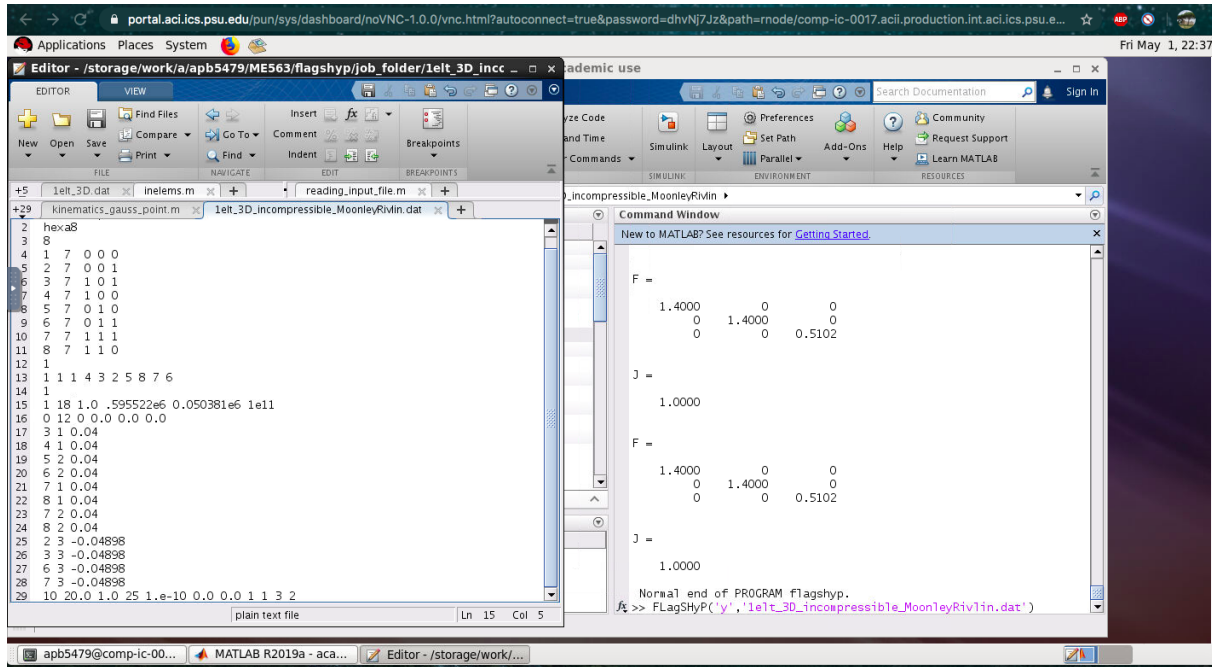 portal.aci.ics.psu.edu/pun/sys/dashboard/noVNC-1.0.0/vnc.html?autoconnect=true&password=dhvNj7Jz&path=rnode/comp-ic-0017.acii.production.int.aci.ics.psu.e...
ABP
Applications Places System
Fri May 1, 22:37
Editor - /storage/work/a/apb5479/ME563/flagshyp/job_folder/1elt_3D_incc
ademic use
EDITOR VIEW
Search Documentation
Sign In
New Open Save
Find Files
Compare
Print
FILE
Go To
Find
NAVIGATE
Insert fx
Comment
Indent
EDIT
Breakpoints
BREAKPOINTS
yze Code
and Time
Commands
Simulink
SIMULINK
Layout
Preferences
Set Path
Parallel
Add-Ons
ENVIRONMENT
Help
Community
Request Support
Learn MATLAB
RESOURCES
+5 1elt_3D.dat inelems.m + reading_input_file.m +
)_incompressible_MoonleyRivlin
+29 kinematics_gauss_point.m 1elt_3D_incompressible_MoonleyRivlin.dat +
2 hexa8
3 8
4 1 7 0 0 0
5 2 7 0 0 1
6 3 7 1 0 1
7 4 7 1 0 0
8 5 7 0 1 0
9 6 7 0 1 1
10 7 7 1 1 1
11 8 7 1 1 0
12 1
13 1 1 1 4 3 2 5 8 7 6
14 1
15 1 18 1.0 .595522e6 0.050381e6 1e11
16 0 12 0 0.0 0.0 0.0
17 3 1 0.04
18 4 1 0.04
19 5 2 0.04
20 6 2 0.04
21 7 1 0.04
22 8 1 0.04
23 7 2 0.04
24 8 2 0.04
25 2 3 -0.04898
26 3 3 -0.04898
27 6 3 -0.04898
28 7 3 -0.04898
29 10 20.0 1.0 25 1.e-10 0.0 0.0 1 1 3 2
plain text file Ln 15 Col 5
Command Window
New to MATLAB? See resources for Getting Started.
F =
1.4000 0 0
0 1.4000 0
0 0 0.5102
J =
1.0000
F =
1.4000 0 0
0 1.4000 0
0 0 0.5102
J =
1.0000
Normal end of PROGRAM flagshyp.
fx >> FLagSHyP('y','1elt_3D_incompressible_MoonleyRivlin.dat')
apb5479@comp-ic-00... MATLAB R2019a - aca... Editor - /storage/work/...